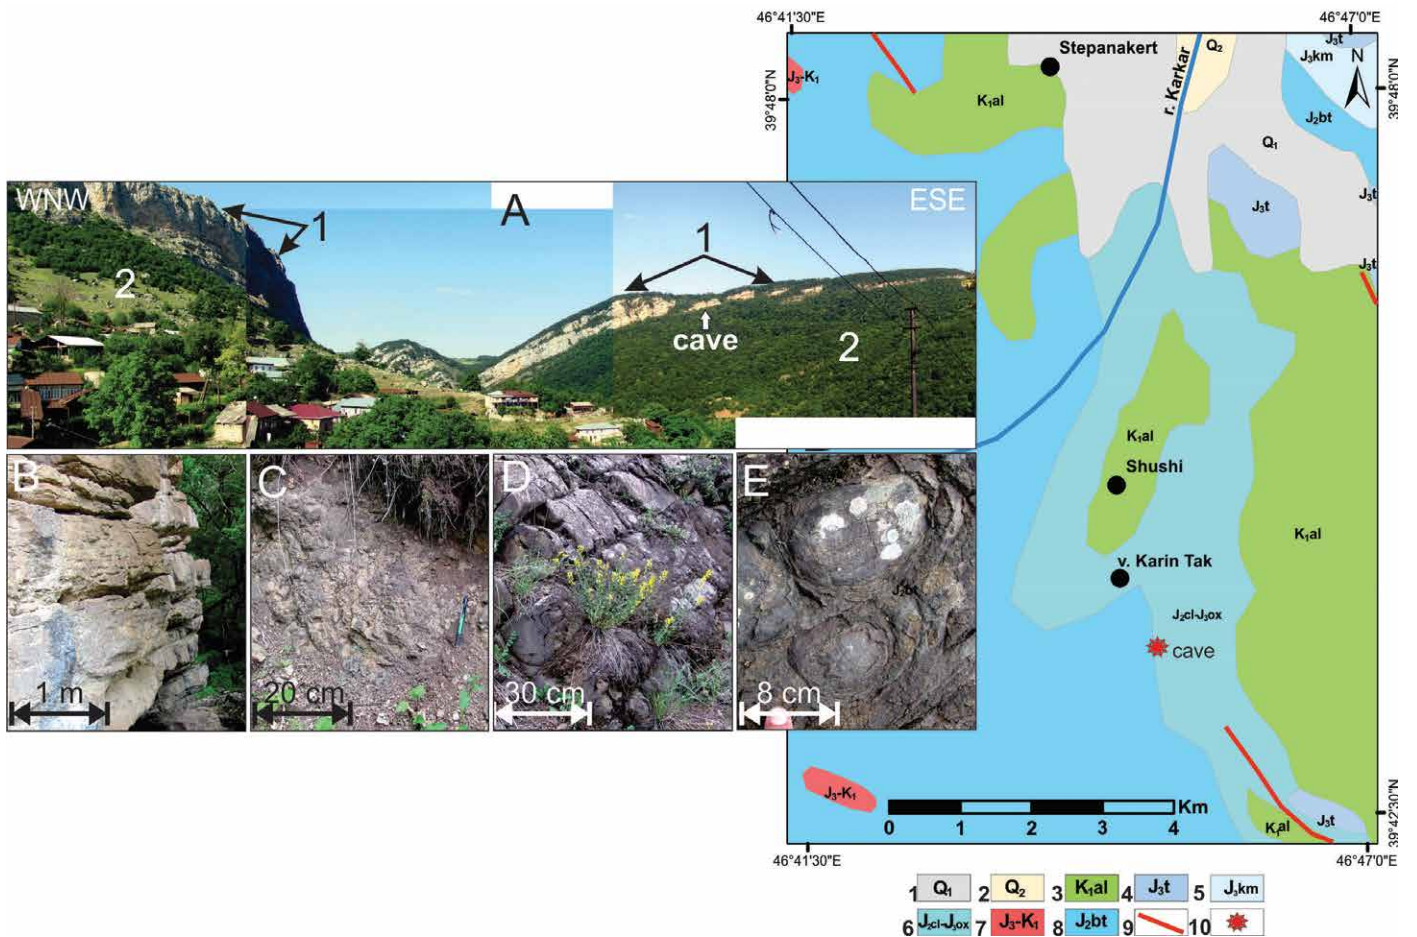 46°41'30"E
46°47'0"E
Stepanakert
Q₂
J₃t
J₃km
N
r. Karkar
39°48'0"N
39°48'0"N
J₃-K₁
K₁al
J₂bt
Q₁
WNW
A
ESE
1
1
2
cave
2
J₃t
J₃t
J₃t
K₁al
Shushi
B
C
D
E
K₁al
v. Karin Tak
J₂bt
J₂cl-J₃ox
cave
1 m
20 cm
30 cm
8 cm
J₃-K₁
Km
0 1 2 3 4
K₁al
J₃t
39°42'30"N
46°41'30"E
46°47'0"E
1 Q₁ 2 Q₂ 3 K₁al 4 J₃t 5 J₃km
6 J₂cl-J₃ox 7 J₃-K₁ 8 J₂bt 9 10